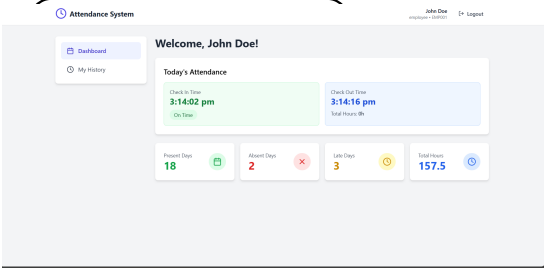 Attendance System
John Doe
employee • EMP001
Logout
Dashboard
My History
Welcome, John Doe!
Today's Attendance
Check In Time
3:14:02 pm
On Time
Check Out Time
3:14:16 pm
Total Hours: 0h
Present Days
18
Absent Days
2
Late Days
3
Total Hours
157.5